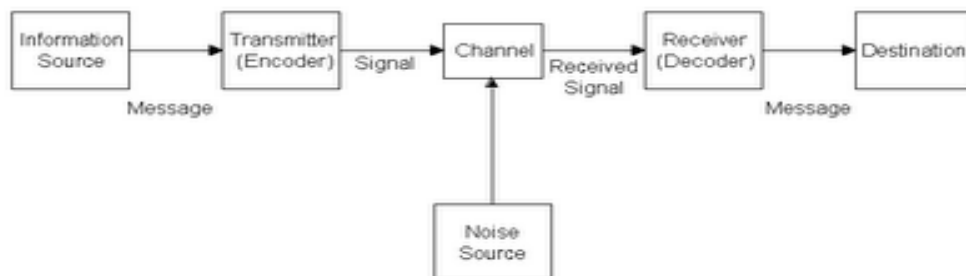 Information
Source
Message
Transmitter
(Encoder)
Signal
Channel
Received
Signal
Receiver
(Decoder)
Message
Destination
Noise
Source